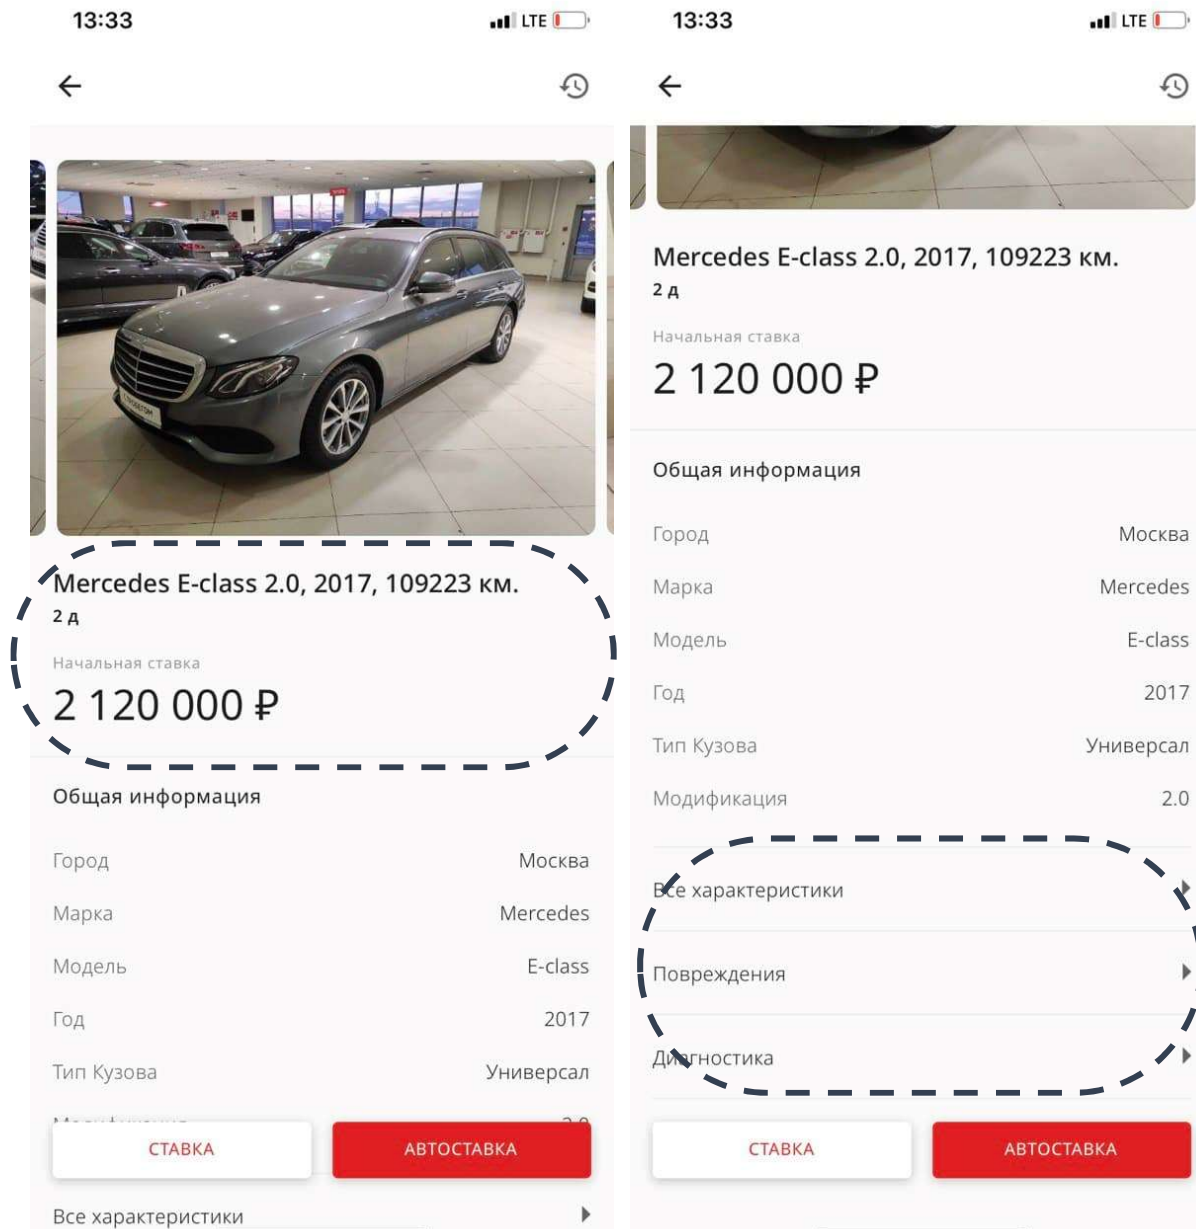 13:33
LTE
Mercedes E-class 2.0, 2017, 109223 км.
2 д
Начальная ставка
2 120 000 ₽
Общая информация
Город Москва
Марка Mercedes
Модель E-class
Год 2017
Тип Кузова Универсал
СТАВКА АВТОСТАВКА
Все характеристики
13:33
LTE
Mercedes E-class 2.0, 2017, 109223 км.
2 д
Начальная ставка
2 120 000 ₽
Общая информация
Город Москва
Марка Mercedes
Модель E-class
Год 2017
Тип Кузова Универсал
Модификация 2.0
Все характеристики
Повреждения
Диагностика
СТАВКА АВТОСТАВКА